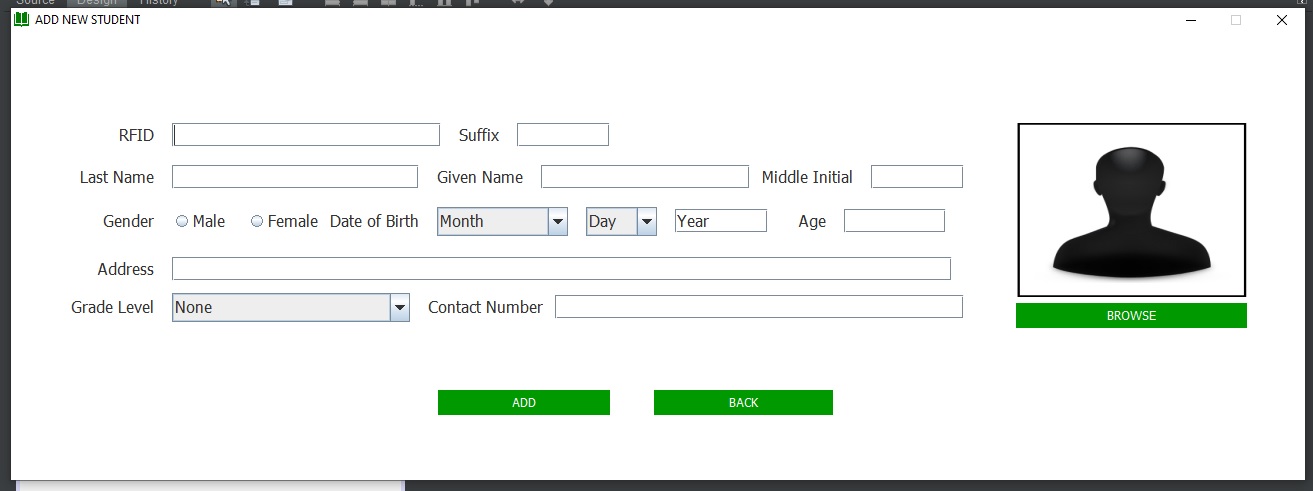 Source Design History
ADD NEW STUDENT
RFID Suffix
Last Name Given Name Middle Initial
Gender Male Female Date of Birth Month Day Year Age
Address
Grade Level None Contact Number
BROWSE
ADD BACK